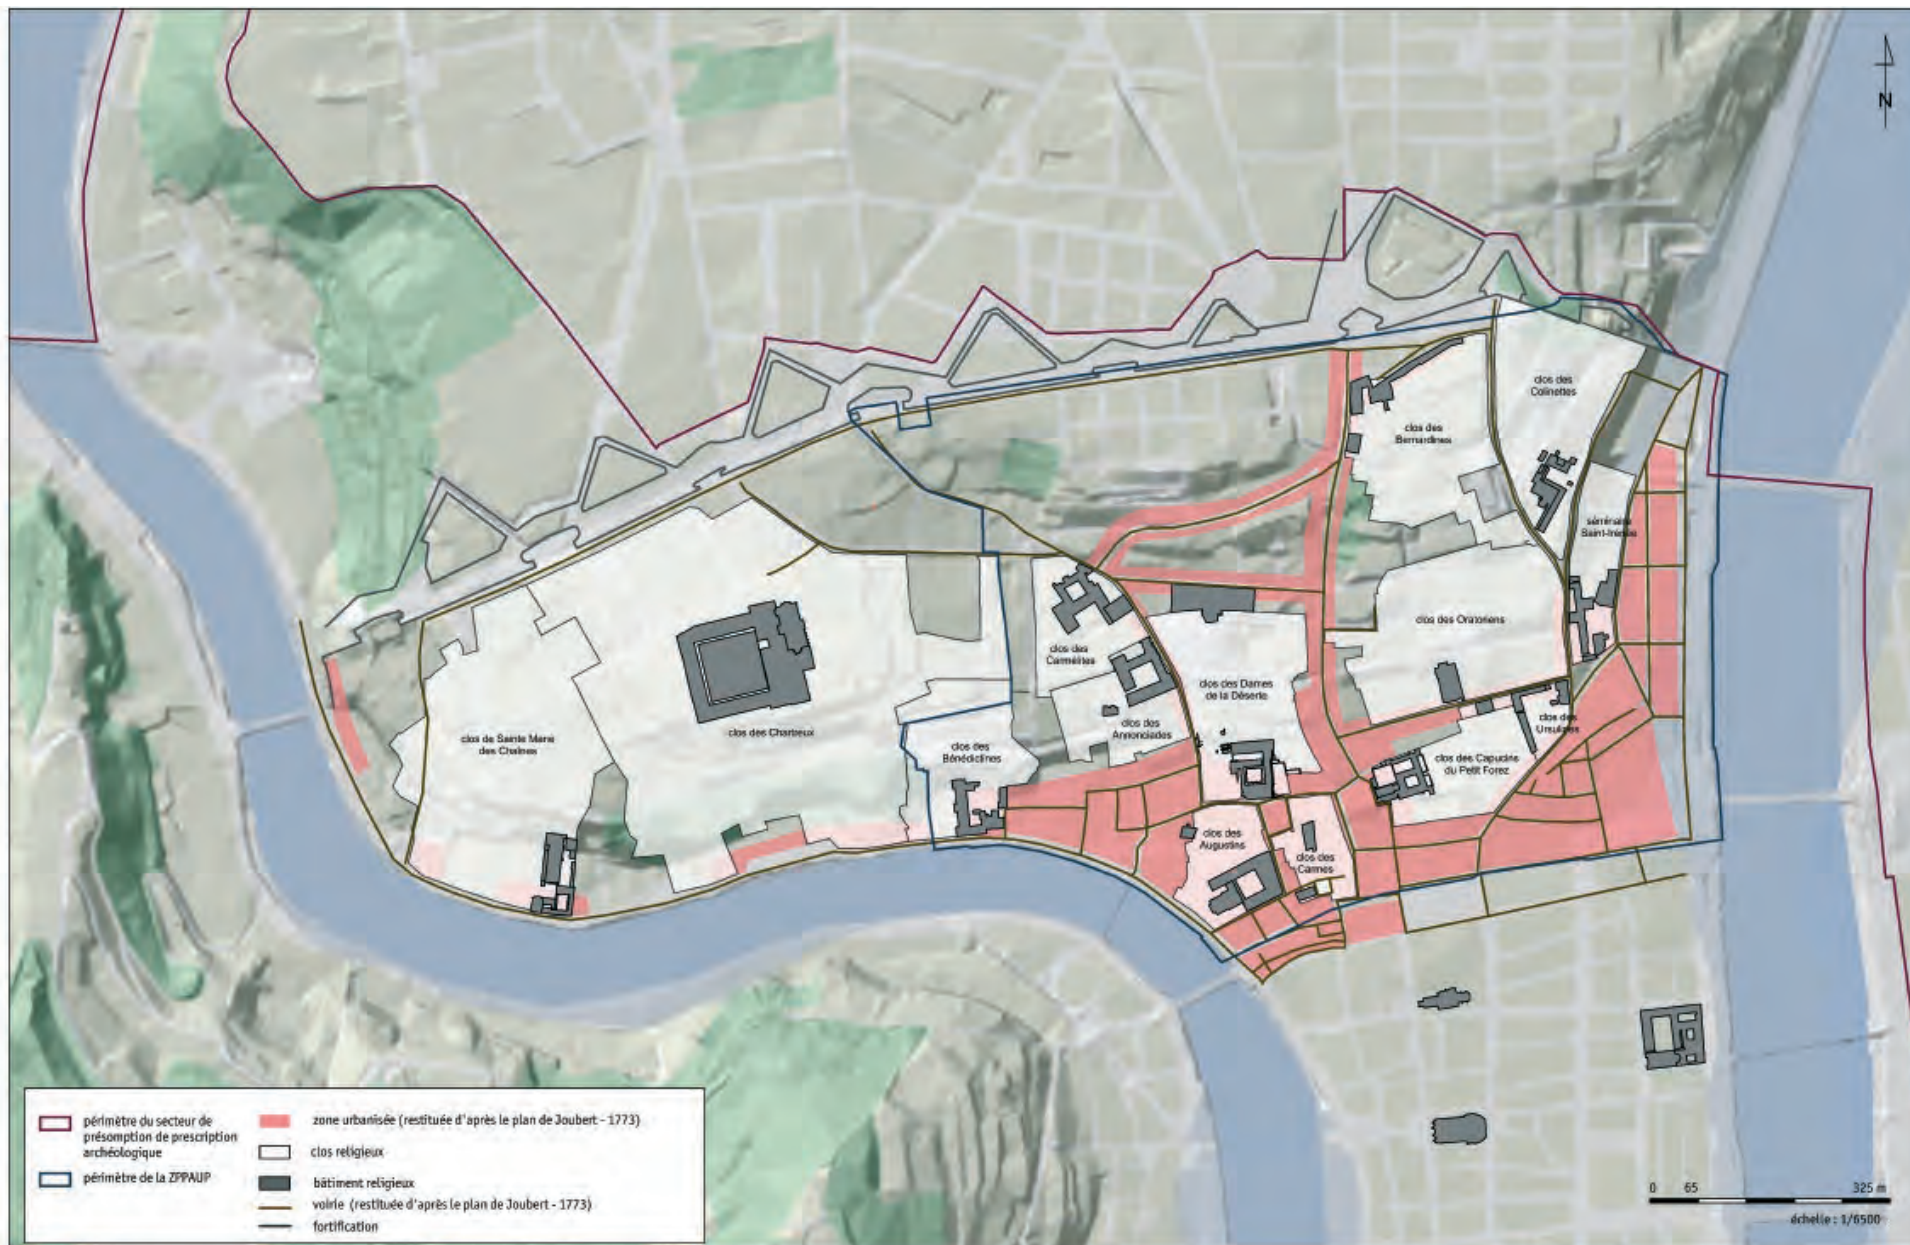 N
clos des
Colinettes
clos des
Bernardines
séminaire
Saint-Irénée
clos des Oratoriens
clos des
Carmélites
clos des Dames
de la Déserte
clos des
Ursulines
clos des
Annonciades
clos de Sainte Marie
des Chaînes
clos des Chartreux
clos des
Bénédictines
clos des Capucins
du Petit Forez
clos des
Augustins
clos des
Carmes
périmètre du secteur de
présomption de prescription
archéologique
périmètre de la ZPPAUP
zone urbanisée (restituée d'après le plan de Joubert - 1773)
clos religieux
bâtiment religieux
voirie (restituée d'après le plan de Joubert - 1773)
fortification
0 65 325 m
échelle : 1/6500